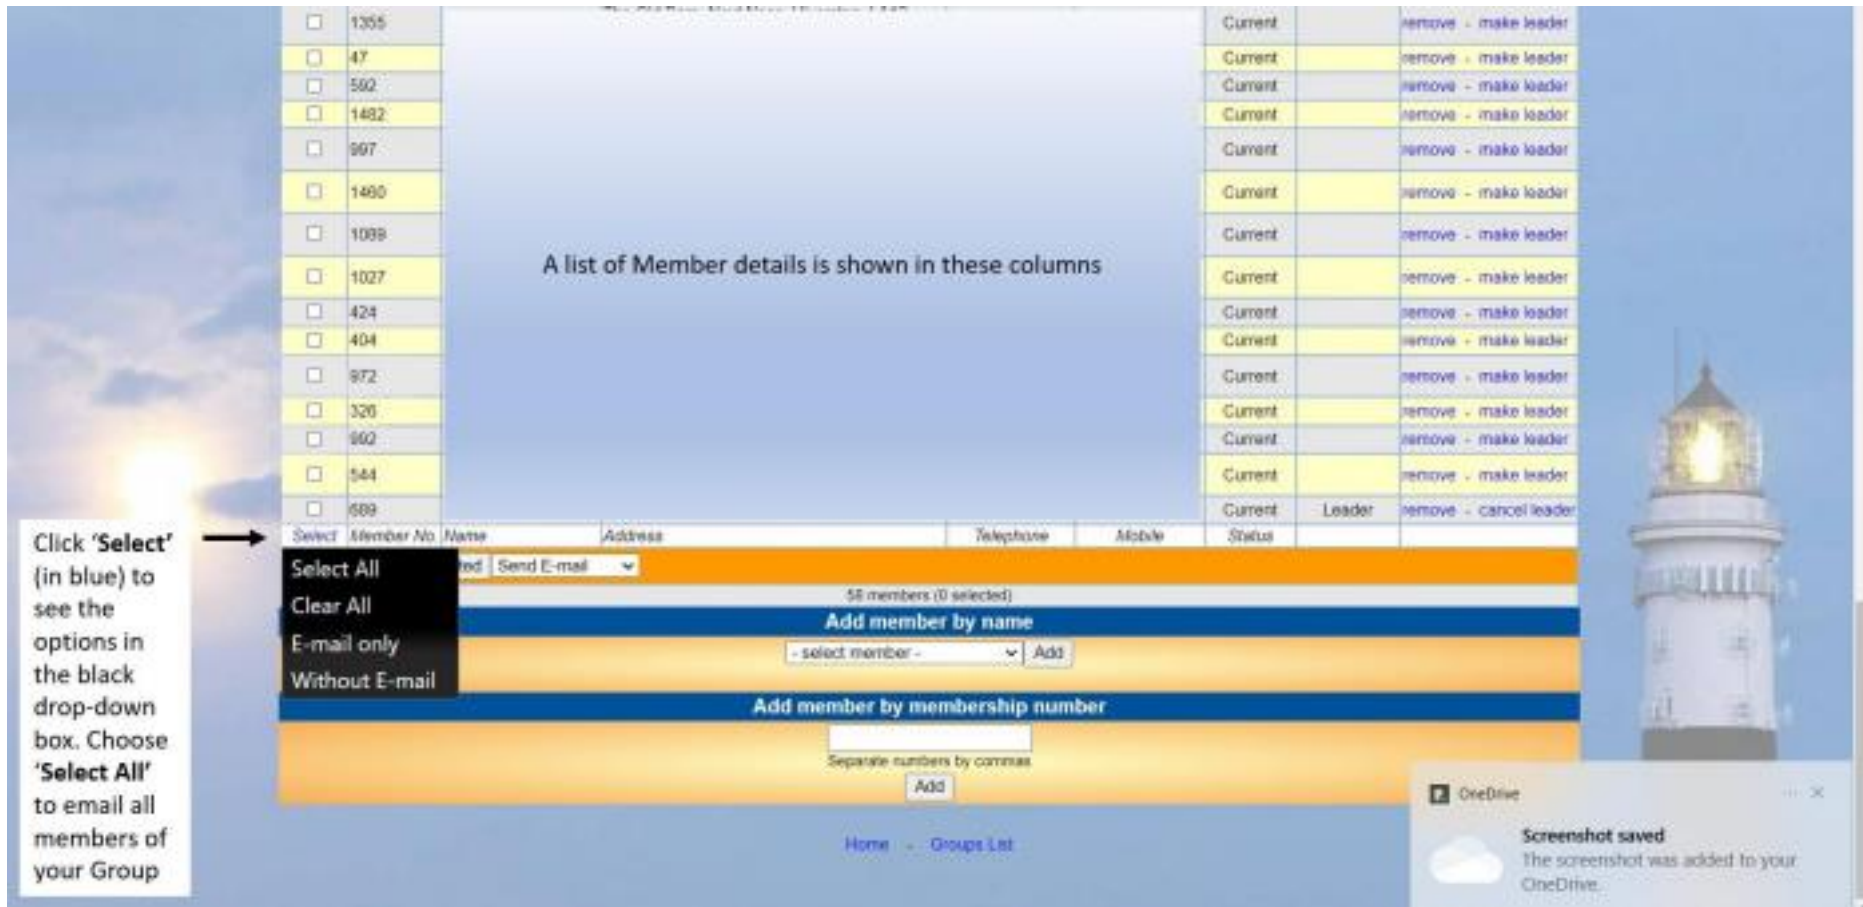 1355 Current remove - make leader
47 Current remove - make leader
592 Current remove - make leader
1482 Current remove - make leader
997 Current remove - make leader
1460 Current remove - make leader
1089 Current remove - make leader
A list of Member details is shown in these columns
1027 Current remove - make leader
424 Current remove - make leader
404 Current remove - make leader
972 Current remove - make leader
326 Current remove - make leader
992 Current remove - make leader
544 Current remove - make leader
689 Current Leader remove - cancel leader
Select Member No Name Address Telephone Mobile Status
Click ‘Select’
(in blue) to
see the
options in
the black
drop-down
box. Choose
‘Select All’
to email all
members of
your Group
Select All
Clear All
E-mail only
Without E-mail
Send E-mail
members (0 selected)
Add member by name
- select member - Add
Add member by membership number
Separate numbers by commas
Add
Home - Groups List
OneDrive
Screenshot saved
The screenshot was added to your
OneDrive.